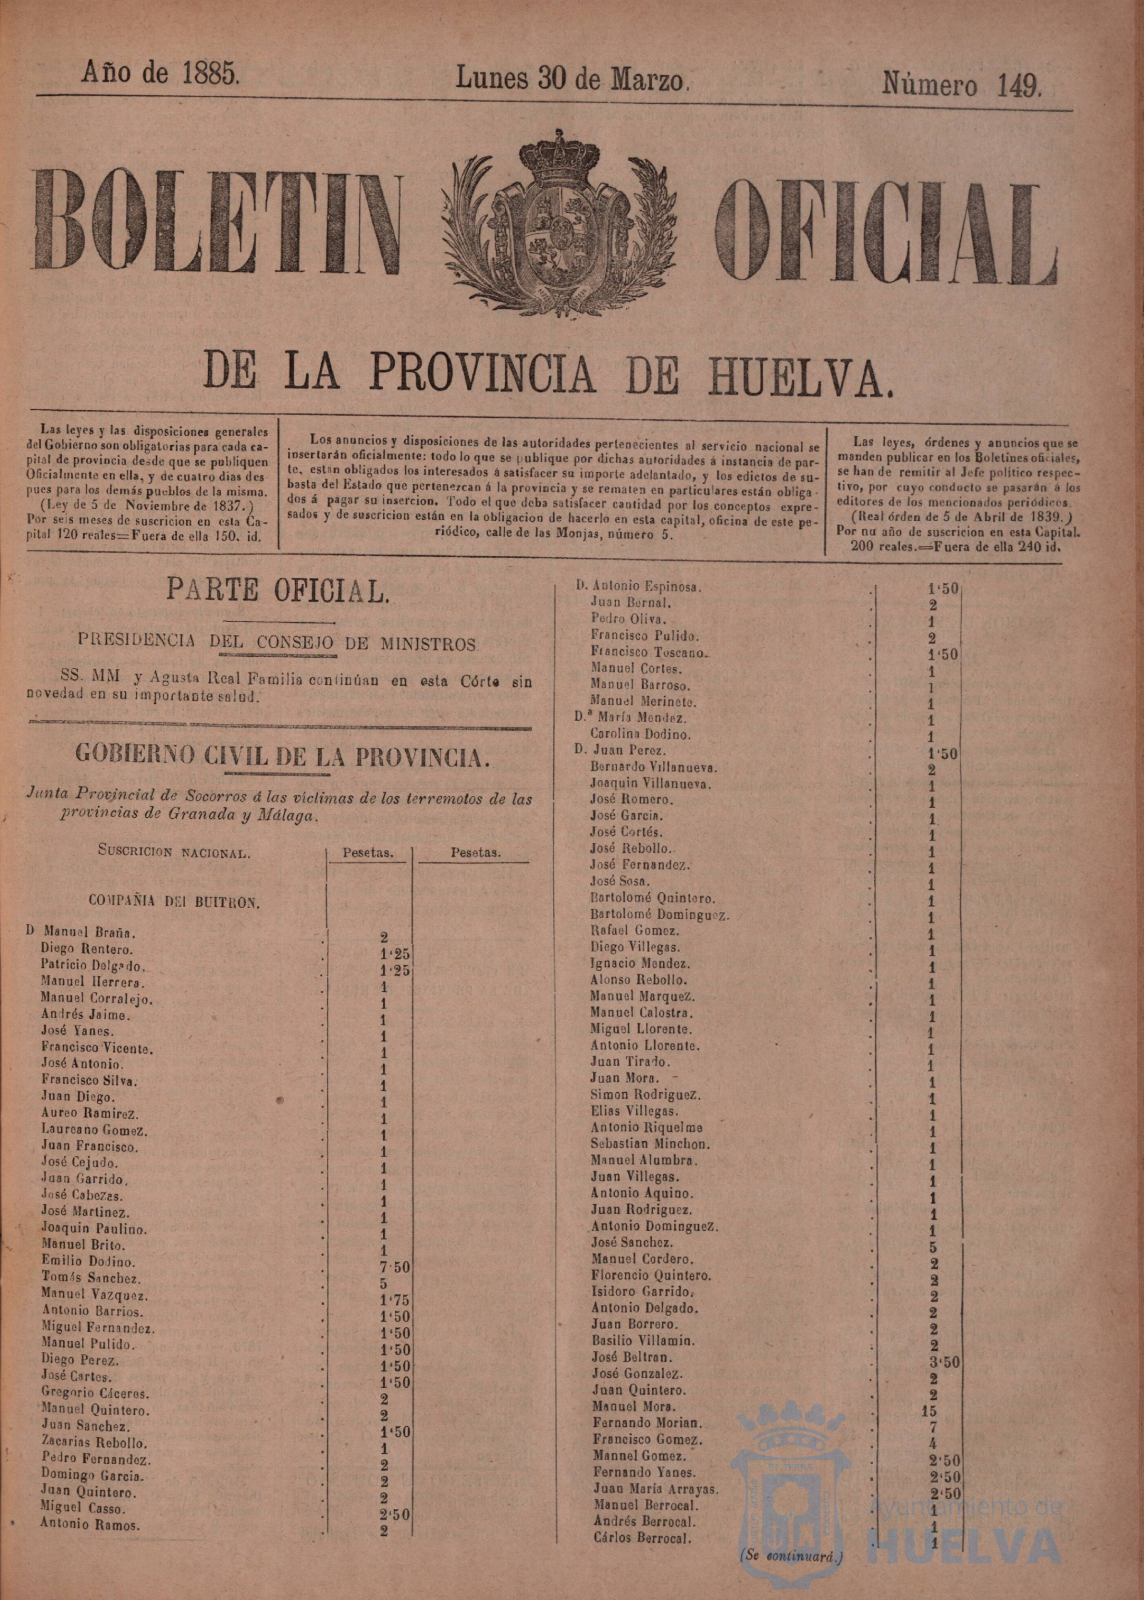 Año de 1885.
Lunes 30 de Marzo.
Número 149.
BOLETIN OFICIAL
DE LA PROVINCIA DE HUELVA.
Las leyes y las disposiciones generales
del Gobierno son obligatorias para cada ca-
pital de provincia desde que se publiquen
Oficialmente en ella, y de cuatro dias des
pues para los demás pueblos de la misma.
(Ley de 5 de Noviembre de 1837.)
Por seis meses de suscricion en esta Ca-
pital 120 reales=Fuera de ella 150. id.
Los anuncios y disposiciones de las autoridades pertenecientes al servicio nacional se
insertarán oficialmente: todo lo que se publique por dichas autoridades á instancia de par-
te, están obligados los interesados á satisfacer su importe adelantado, y los edictos de su-
basta del Estado que pertenezcan á la provincia y se rematen en particulares están obliga-
dos á pagar su insercion. Todo el que deba satisfacer cantidad por los conceptos expre-
sados y de suscricion están en la obligacion de hacerlo en esta capital, oficina de este pe-
riódico, calle de las Monjas, número 5.
Las leyes, órdenes y anuncios que se
manden publicar en los Boletines oficiales,
se han de remitir al Jefe político respec-
tivo, por cuyo conducto se pasarán á los
editores de los mencionados periódicos.
(Real órden de 5 de Abril de 1839.)
Por nu año de suscricion en esta Capital.
200 reales.=Fuera de ella 240 id.
PARTE OFICIAL.
PRESIDENCIA DEL CONSEJO DE MINISTROS
SS. MM y Agusta Real Familia continúan en esta Córte sin
novedad en su importante salud.
GOBIERNO CIVIL DE LA PROVINCIA.
Junta Provincial de Socorros á las víctimas de los terremotos de las
provincias de Granada y Málaga.
SUSCRICION NACIONAL. Pesetas. Pesetas.
COMPAÑIA DEl BUITRON.
D Manuel Braña. . 2
Diego Rentero. . 1'25
Patricio Delgado. . 1'25
Manuel Herrera. . 1
Manuel Corralejo. . 1
Andrés Jaime. . 1
José Yanes. . 1
Francisco Vicente. . 1
José Antonio. . 1
Francisco Silva. . 1
Juan Diego. . 1
Aureo Ramirez. . 1
Laureano Gomez. . 1
Juan Francisco. . 1
José Cejudo. . 1
Juan Garrido. . 1
José Cabezas. . 1
José Martinez. . 1
Joaquin Paulino. . 1
Manuel Brito. . 1
Emilio Dodino. . 7·50
Tomás Sanchez. . 5
Manuel Vazquez. . 1'75
Antonio Barrios. . 1'50
Miguel Fernandez. . 1'50
Manuel Pulido. . 1'50
Diego Perez. . 1'50
José Cartes. . 1'50
Gregorio Cáceres. . 2
Manuel Quintero. . 2
Juan Sanchez. . 1'50
Zacarías Rebollo. . 1
Pedro Fernandez. . 2
Domingo Garcia. . 2
Juan Quintero. . 2
Miguel Casso. . 2'50
Antonio Ramos. . 2
D. Antonio Espinosa. . 1'50
Juan Bernal. . 2
Pedro Oliva. . 1
Francisco Pulido. . 2
Francisco Toscano. . 1'50
Manuel Cortes. . 1
Manuel Barroso. . 1
Manuel Merinete. . 1
D.ª María Mendez. . 1
Carolina Dodino. . 1
D. Juan Perez. . 1'50
Bernardo Villanueva. . 2
Joaquin Villanueva. . 1
José Romero. . 1
José Garcia. . 1
José Cortés. . 1
José Rebollo. . 1
José Fernandez. . 1
José Sosa. . 1
Bartolomé Quintero. . 1
Bartolomé Dominguez. . 1
Rafael Gomez. . 1
Diego Villegas. . 1
Ignacio Mendez. . 1
Alonso Rebollo. . 1
Manuel Marquez. . 1
Manuel Calostra. . 1
Miguel Llorente. . 1
Antonio Llorente. . 1
Juan Tirado. . 1
Juan Mora. . 1
Simon Rodriguez. . 1
Elias Villegas. . 1
Antonio Riquelme . 1
Sebastian Minchon. . 1
Manuel Alumbra. . 1
Juan Villegas. . 1
Antonio Aquino. . 1
Juan Rodriguez. . 1
Antonio Dominguez. . 1
José Sanchez. . 5
Manuel Cordero. . 2
Florencio Quintero. . 2
Isidoro Garrido. . 2
Antonio Delgado. . 2
Juan Borrero. . 2
Basilio Villamín. . 2
José Beltran. . 3'50
José Gonzalez. . 2
Juan Quintero. . 2
Manuel Mora. . 15
Fernando Morian. . 7
Francisco Gomez. . 4
Mannel Gomez. . 2'50
Fernando Yanes. . 2'50
Juan María Arrayas. . 2'50
Manuel Berrocal. . 1
Andrés Berrocal. . 1
Cárlos Berrocal. . 1
(Se continuará.)
Ayuntamiento de
HUELVA